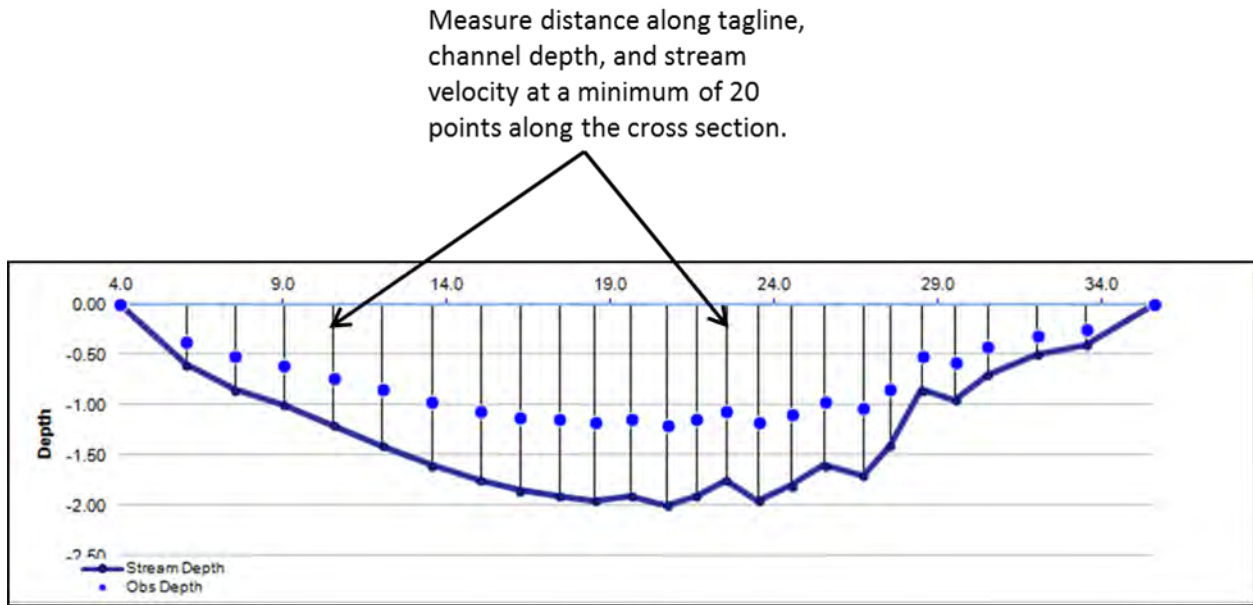 Measure distance along tagline,
channel depth, and stream
velocity at a minimum of 20
points along the cross section.
4.0 9.0 14.0 19.0 24.0 29.0 34.0
0.00
-0.50
-1.00
-1.50
-2.00
-2.50
Depth
Stream Depth
Obs Depth